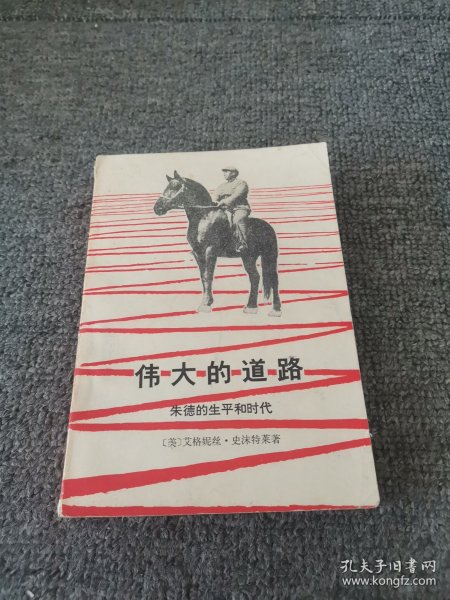 伟大的道路
朱德的生平和时代
〔美〕艾格妮丝·史沫特莱著
孔夫子旧书网
www.kongfz.com